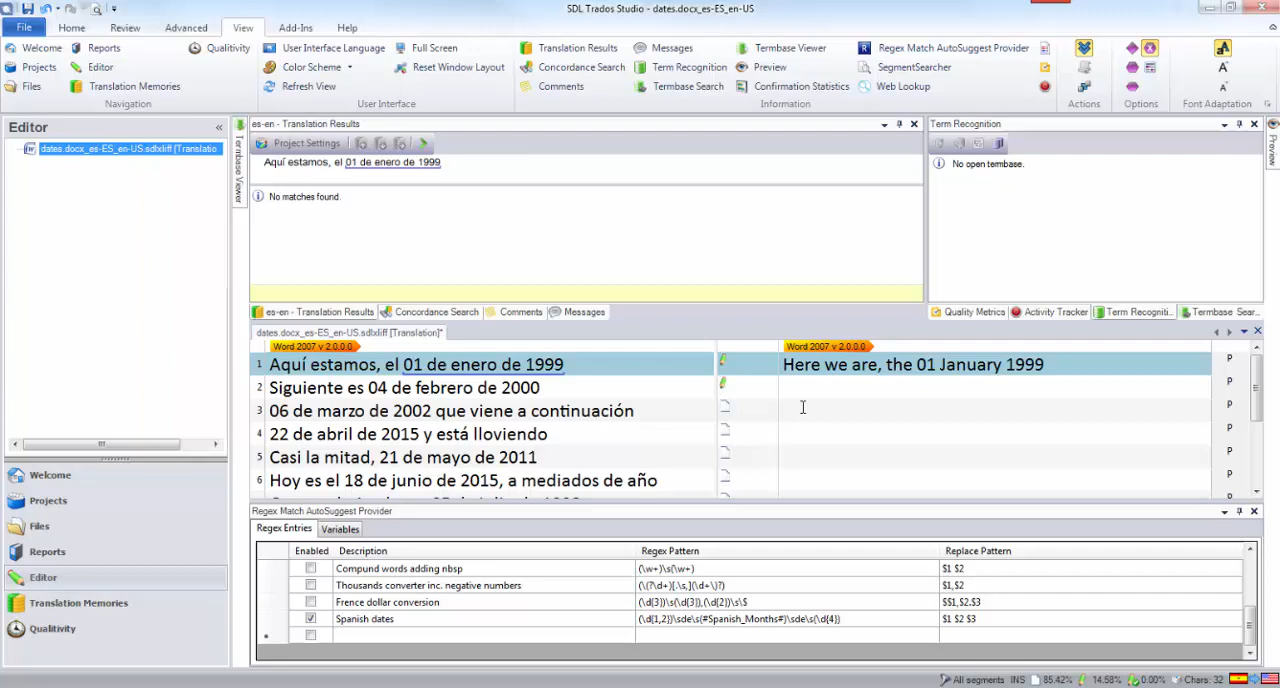 SDL Trados Studio - dates.docx_es-ES_en-US
File Home Review Advanced View Add-Ins Help
Welcome Reports Qualitivity User Interface Language Full Screen Translation Results Messages Termbase Viewer Regex Match AutoSuggest Provider
Projects Editor Color Scheme Reset Window Layout Concordance Search Term Recognition Preview SegmentSearcher
Files Translation Memories Refresh View Comments Termbase Search Confirmation Statistics Web Lookup
Navigation User Interface Information Actions Options Font Adaptation
Editor
dates.docx_es-ES_en-US.sdlxliff [Translatio
Termbase Viewer
es-en - Translation Results
Project Settings
Aquí estamos, el 01 de enero de 1999
No matches found.
Term Recognition
No open tembase.
Preview
es-en - Translation Results Concordance Search Comments Messages
Quality Metrics Activity Tracker Term Recogniti... Termbase Sear...
dates.docx_es-ES_en-US.sdlxliff [Translation]*
Word 2007 v 2.0.0.0 Word 2007 v 2.0.0.0
1 Aquí estamos, el 01 de enero de 1999 Here we are, the 01 January 1999 P
2 Siguiente es 04 de febrero de 2000 P
3 06 de marzo de 2002 que viene a continuación P
4 22 de abril de 2015 y está lloviendo P
5 Casi la mitad, 21 de mayo de 2011 P
6 Hoy es el 18 de junio de 2015, a mediados de año P
Welcome
Projects
Files
Reports
Editor
Translation Memories
Qualitivity
Regex Match AutoSuggest Provider
Regex Entries Variables
Enabled Description Regex Pattern Replace Pattern
Compund words adding nbsp (\w+)\s(\w+) $1 $2
Thousands converter inc. negative numbers (\(?\d+)[.\s,](\d+\)?) $1,$2
Frence dollar conversion (\d{3})\s(\d{3}),(\d{2})\s\$ $$1,$2.$3
Spanish dates (\d{1,2})\sde\s(#Spanish_Months#)\sde\s(\d{4}) $1 $2 $3
All segments INS 85.42% 14.58% 0.00% Chars: 32